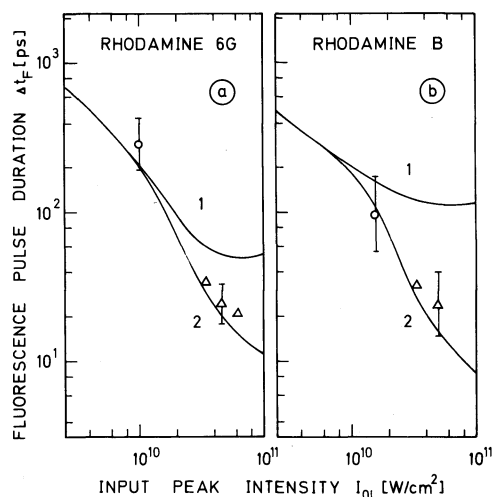 RHODAMINE 6G
RHODAMINE B
a
b
FLUORESCENCE PULSE DURATION Δt_F [ps]
10³
10²
10¹
1
2
1
2
10¹⁰
10¹¹
10¹⁰
10¹¹
INPUT PEAK INTENSITY I_0L [W/cm²]